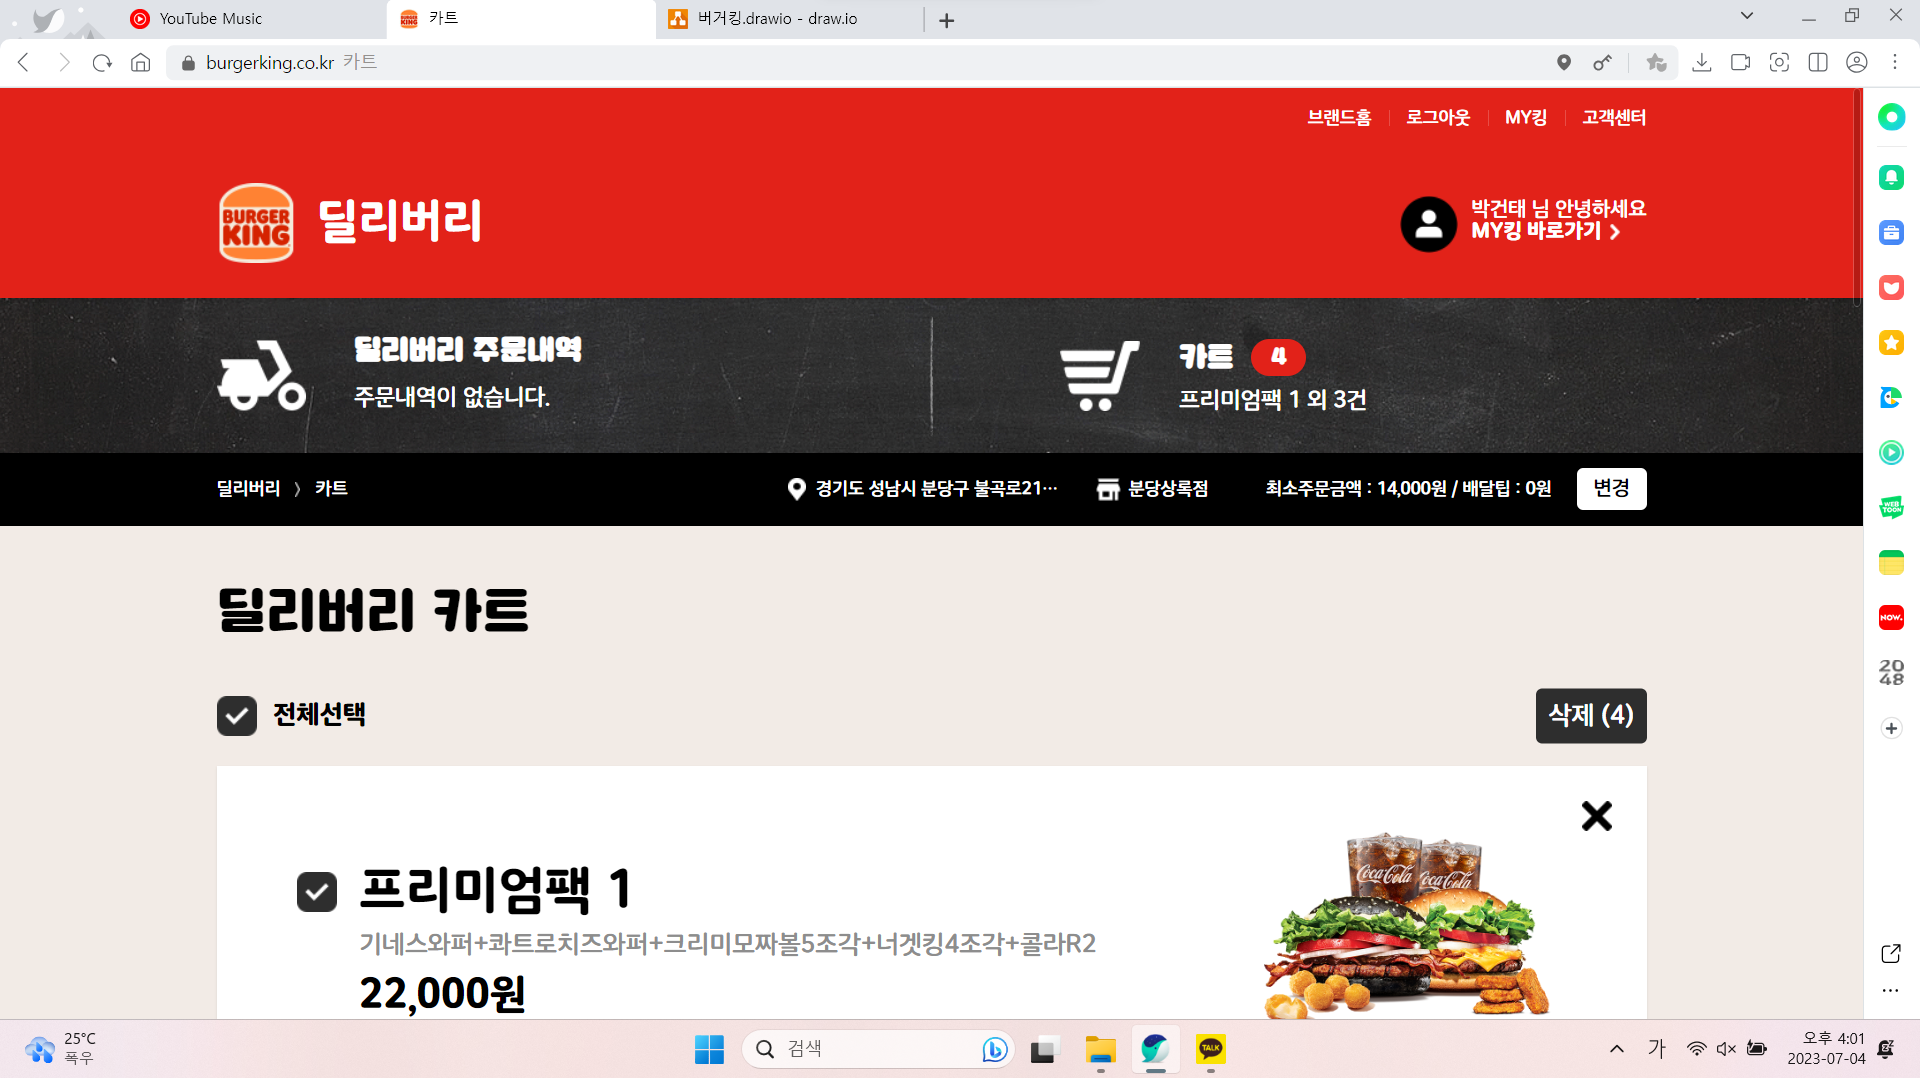 YouTube Music
카트
버거킹.drawio - draw.io
burgerking.co.kr 카트
브랜드홈
로그아웃
MY킹
고객센터
BURGER KING
딜리버리
박건태 님 안녕하세요
MY킹 바로가기
딜리버리 주문내역
주문내역이 없습니다.
카트 4
프리미엄팩 1 외 3건
딜리버리 > 카트
경기도 성남시 분당구 불곡로21···
분당상록점
최소주문금액 : 14,000원 / 배달팁 : 0원
변경
딜리버리 카트
전체선택
삭제 (4)
프리미엄팩 1
기네스와퍼+콰트로치즈와퍼+크리미모짜볼5조각+너겟킹4조각+콜라R2
22,000원
Coca-Cola
Coca-Cola
WEB TOON
NOW.
20
48
25°C
폭우
검색
TALK
가
오후 4:01
2023-07-04